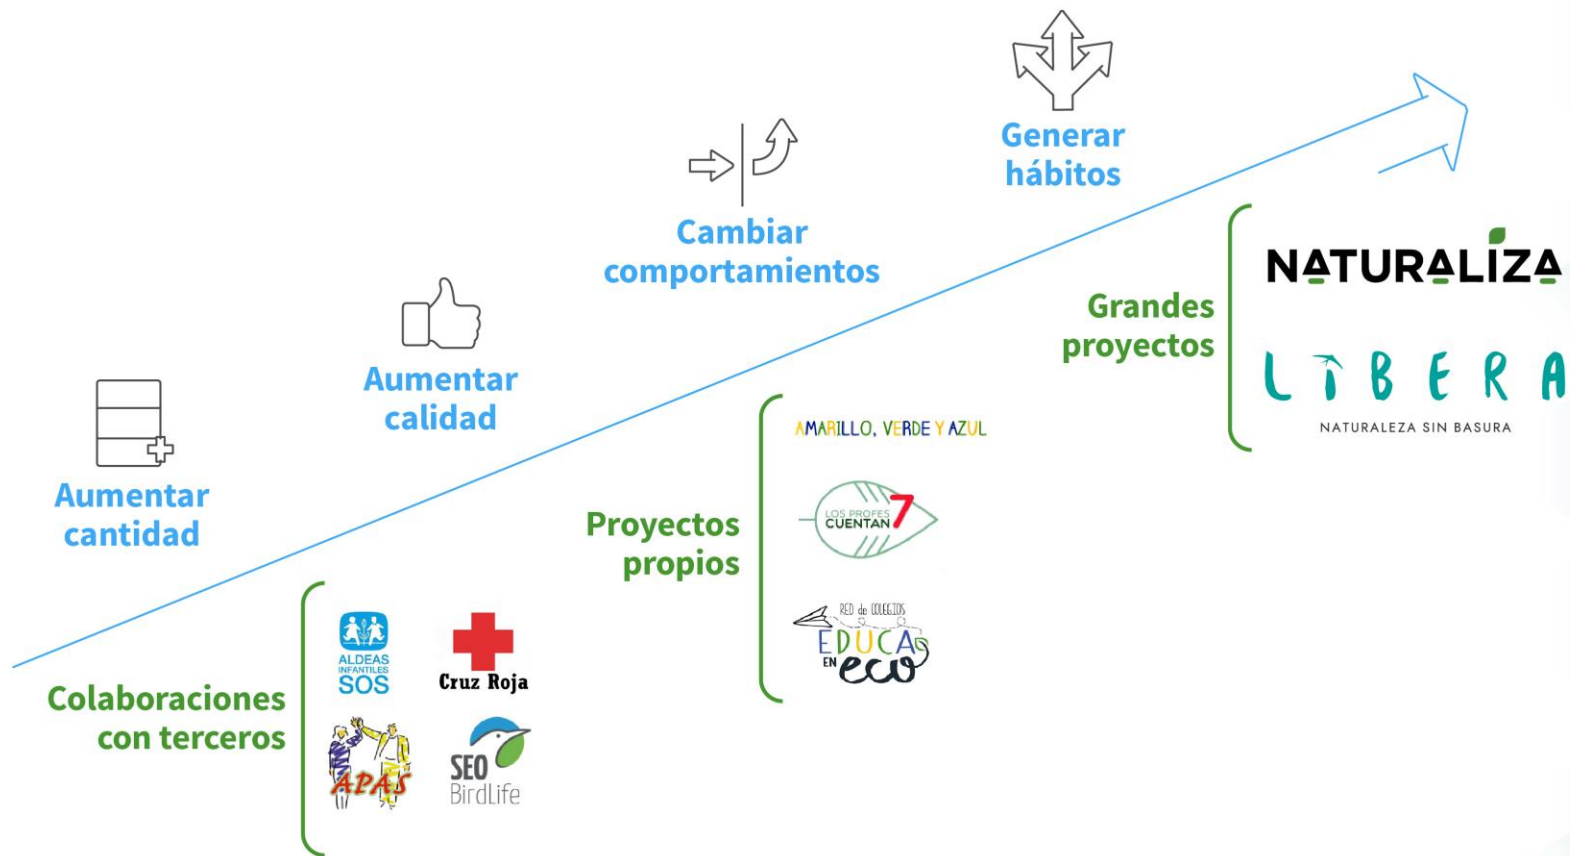 Generar
hábitos
Cambiar
comportamientos
Aumentar
calidad
Aumentar
cantidad
Grandes
proyectos
NATURALIZA
LIBERA
NATURALEZA SIN BASURA
Proyectos
propios
AMARILLO, VERDE Y AZUL
LOS PROFES
CUENTAN 7
RED de COLEGIOS
EDUCA
EN eco
Colaboraciones
con terceros
ALDEAS
INFANTILES
SOS
Cruz Roja
APAS
SEO
BirdLife